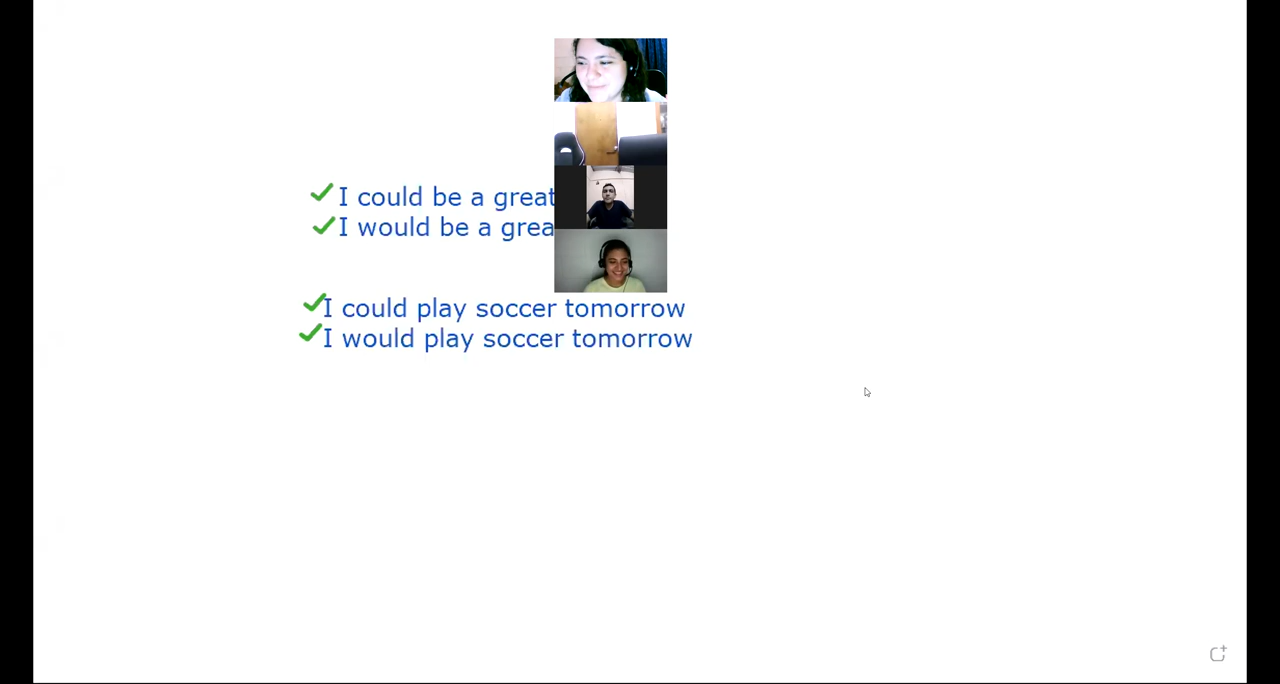 I could be a great
I would be a grea
I could play soccer tomorrow
I would play soccer tomorrow